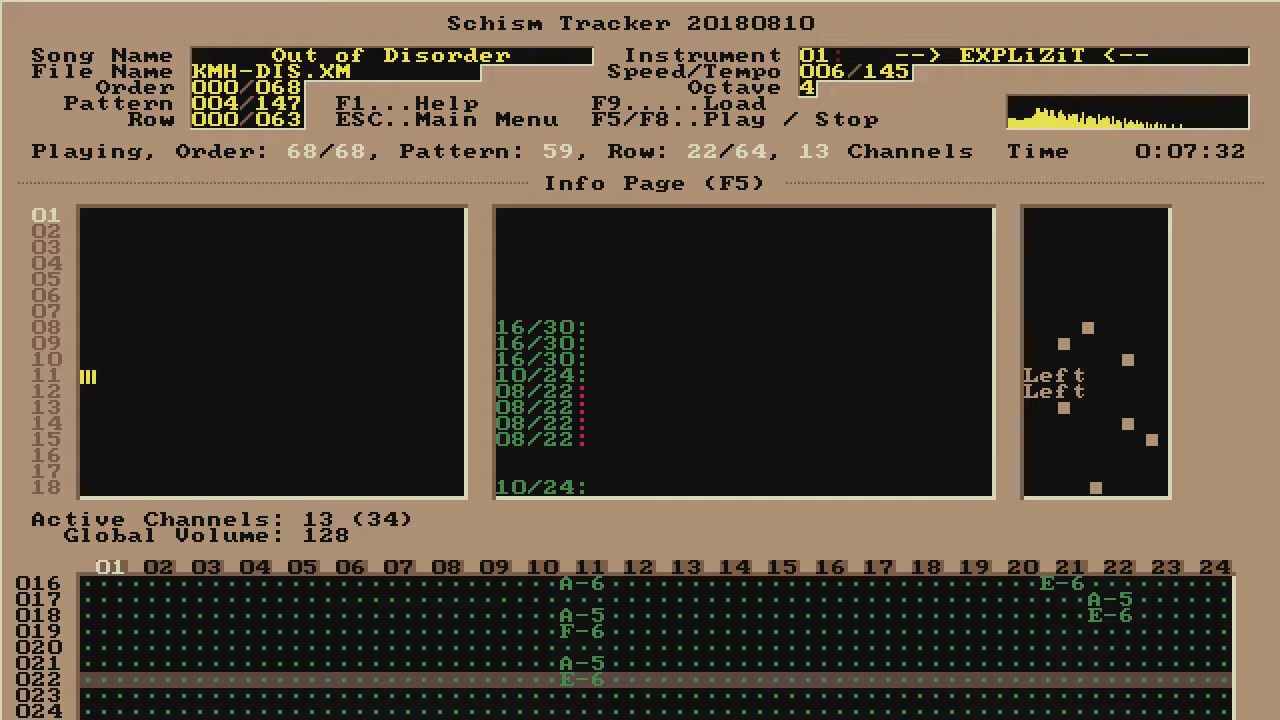 Schism Tracker 20180810
Song Name Out of Disorder Instrument 01: --> EXPLiZiT <--
File Name KMH-DIS.XM Speed/Tempo 006/145
Order 000/068 Octave 4
Pattern 004/147 F1...Help F9.....Load
Row 000/063 ESC..Main Menu F5/F8..Play / Stop
Playing, Order: 68/68, Pattern: 59, Row: 22/64, 13 Channels Time 0:07:32
Info Page (F5)
01
02
03
04
05
06
07
08 16/30:
09 16/30:
10 16/30:
11 10/24: Left
12 08/22: Left
13 08/22:
14 08/22:
15 08/22:
16
17
18 10/24:
Active Channels: 13 (34)
Global Volume: 128
01 02 03 04 05 06 07 08 09 10 11 12 13 14 15 16 17 18 19 20 21 22 23 24
016 A-6 E-6
017 A-5
018 A-5 E-6
019 F-6
020
021 A-5
022 E-6
023
024